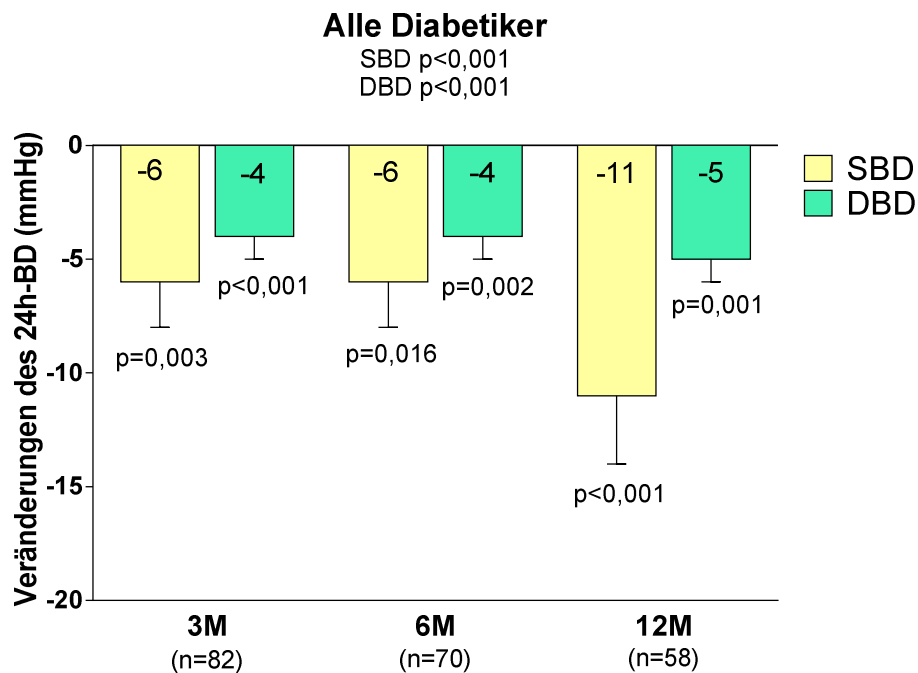 Alle Diabetiker
SBD p<0,001
DBD p<0,001
Veränderungen des 24h-BD (mmHg)
0
-5
-10
-15
-20
-6
-4
-6
-4
-11
-5
p=0,003
p<0,001
p=0,016
p=0,002
p<0,001
p=0,001
SBD
DBD
3M
(n=82)
6M
(n=70)
12M
(n=58)